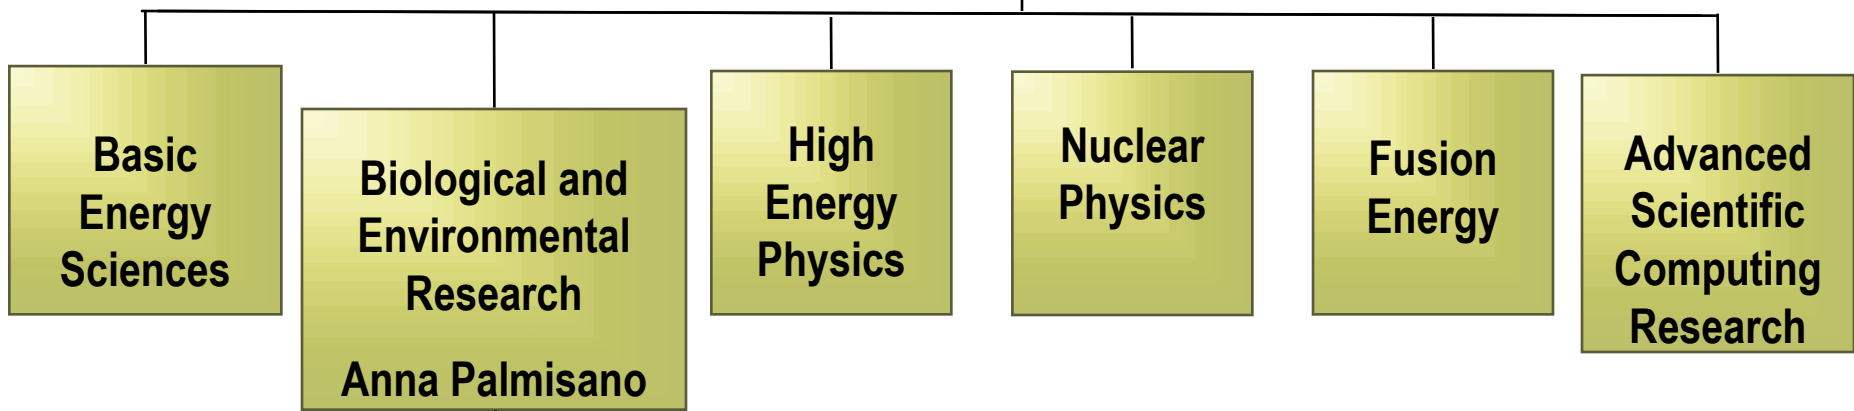 Basic
Energy
Sciences
Biological and
Environmental
Research
Anna Palmisano
High
Energy
Physics
Nuclear
Physics
Fusion
Energy
Advanced
Scientific
Computing
Research